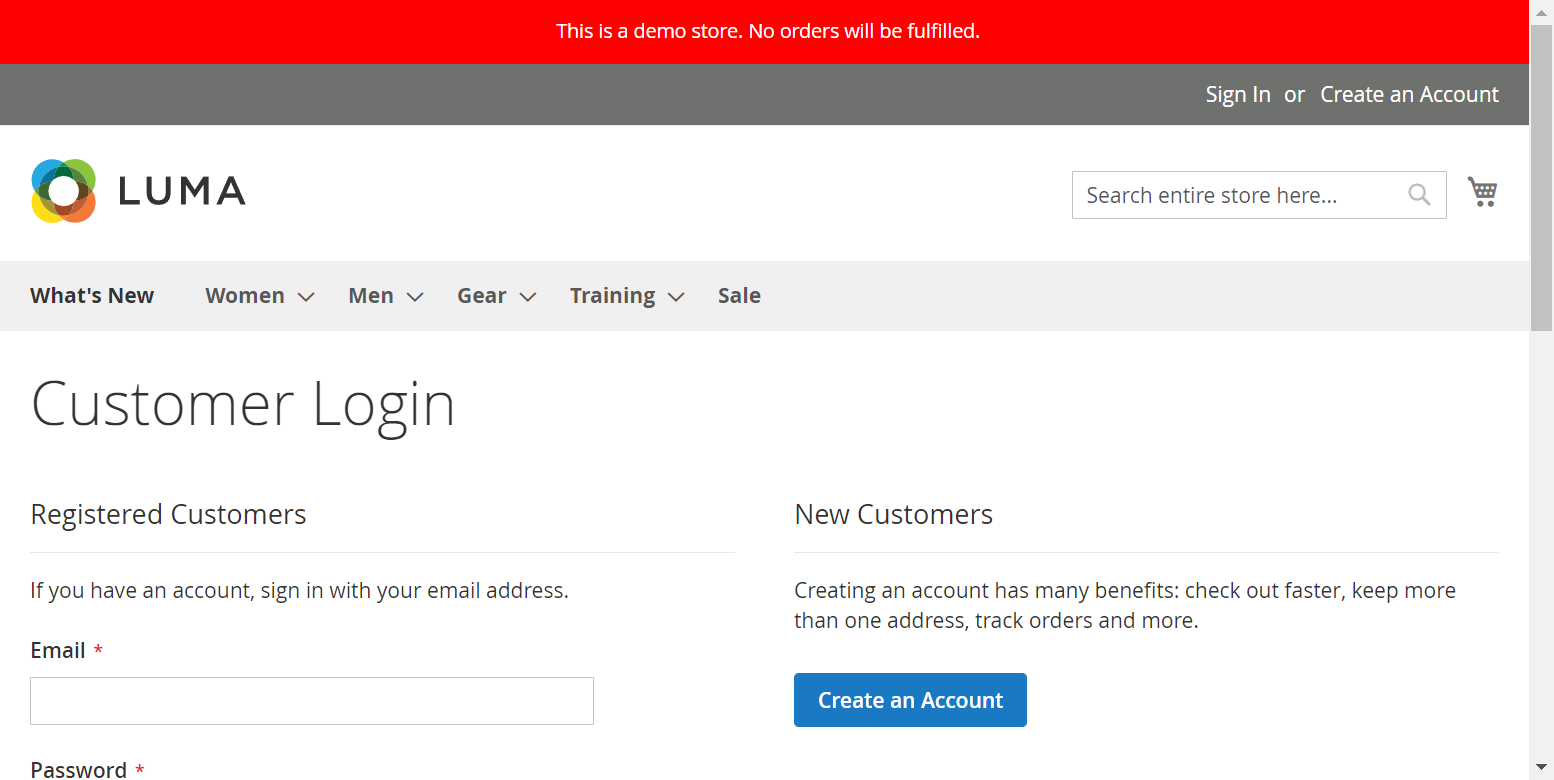 This is a demo store. No orders will be fulfilled.
Sign In or Create an Account
LUMA
Search entire store here...
What's New Women Men Gear Training Sale
Customer Login
Registered Customers
If you have an account, sign in with your email address.
Email *
Password *
New Customers
Creating an account has many benefits: check out faster, keep more
than one address, track orders and more.
Create an Account